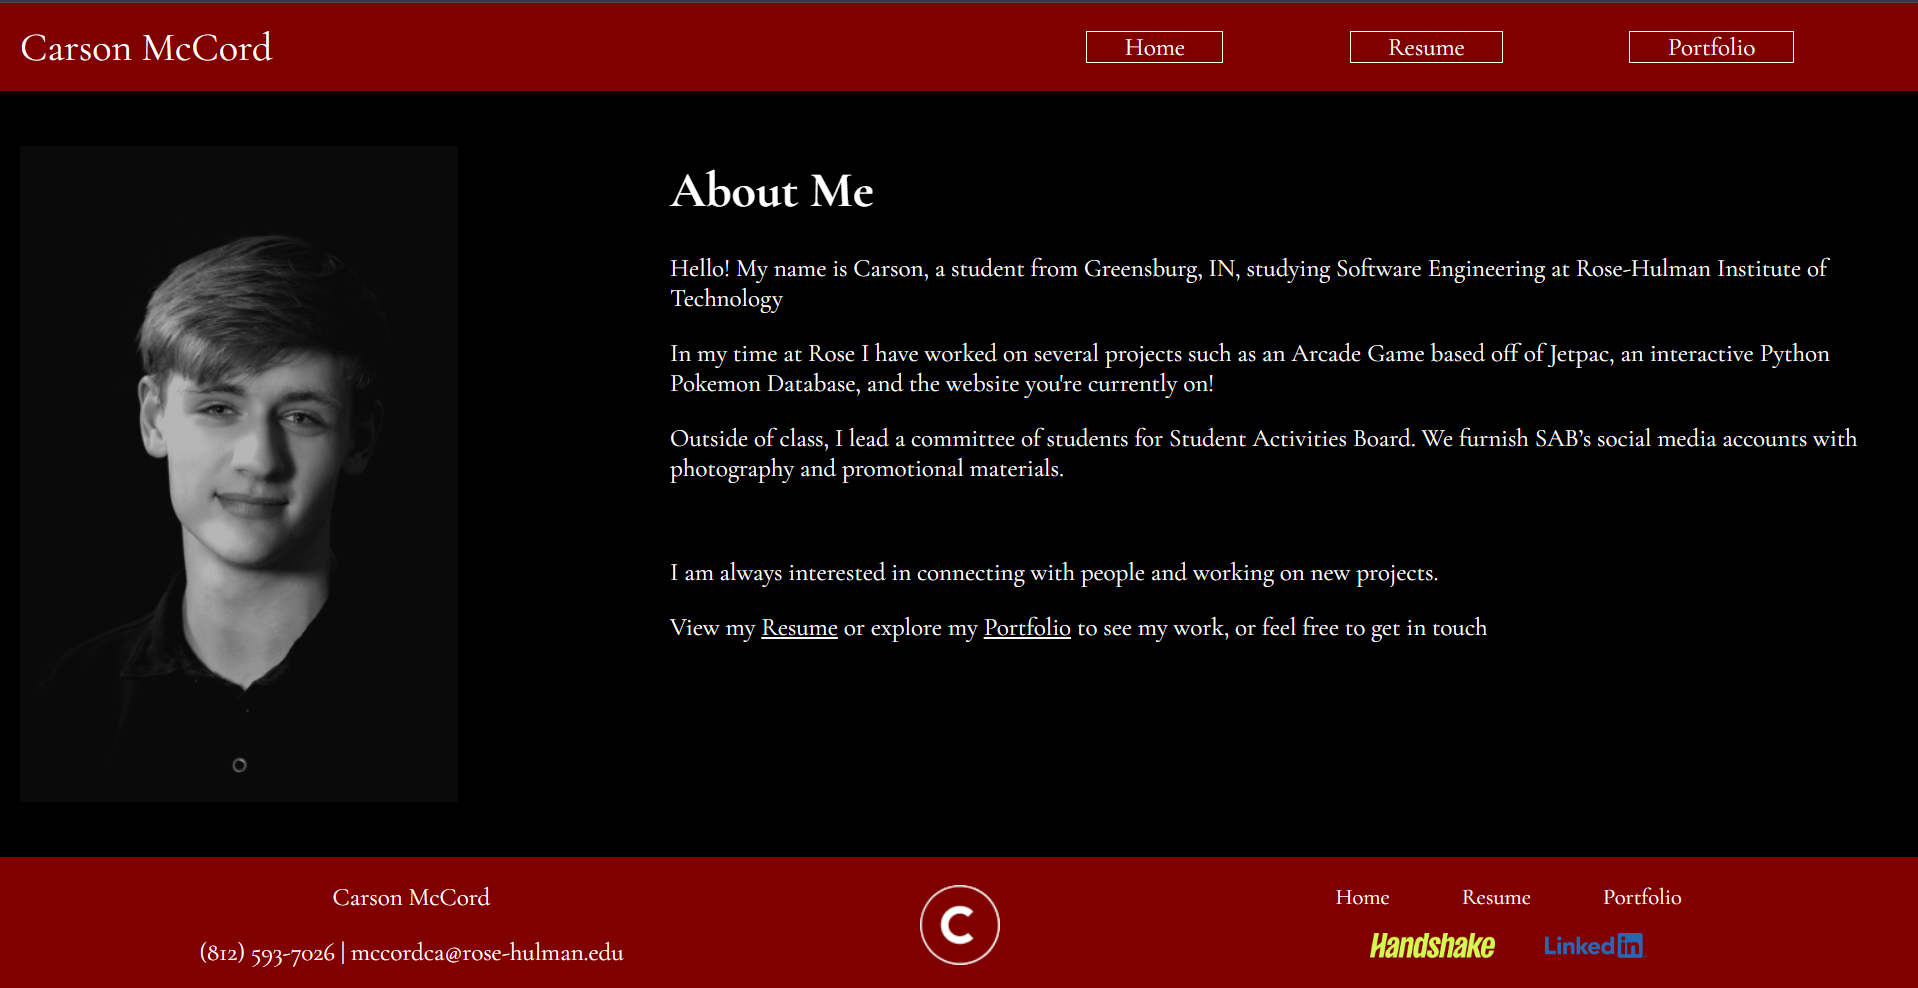 Carson McCord
Home
Resume
Portfolio
About Me
Hello! My name is Carson, a student from Greensburg, IN, studying Software Engineering at Rose-Hulman Institute of
Technology
In my time at Rose I have worked on several projects such as an Arcade Game based off of Jetpac, an interactive Python
Pokemon Database, and the website you're currently on!
Outside of class, I lead a committee of students for Student Activities Board. We furnish SAB’s social media accounts with
photography and promotional materials.
I am always interested in connecting with people and working on new projects.
View my Resume or explore my Portfolio to see my work, or feel free to get in touch
Carson McCord
(812) 593-7026 | mccordca@rose-hulman.edu
C
Home
Resume
Portfolio
Handshake
LinkedIn